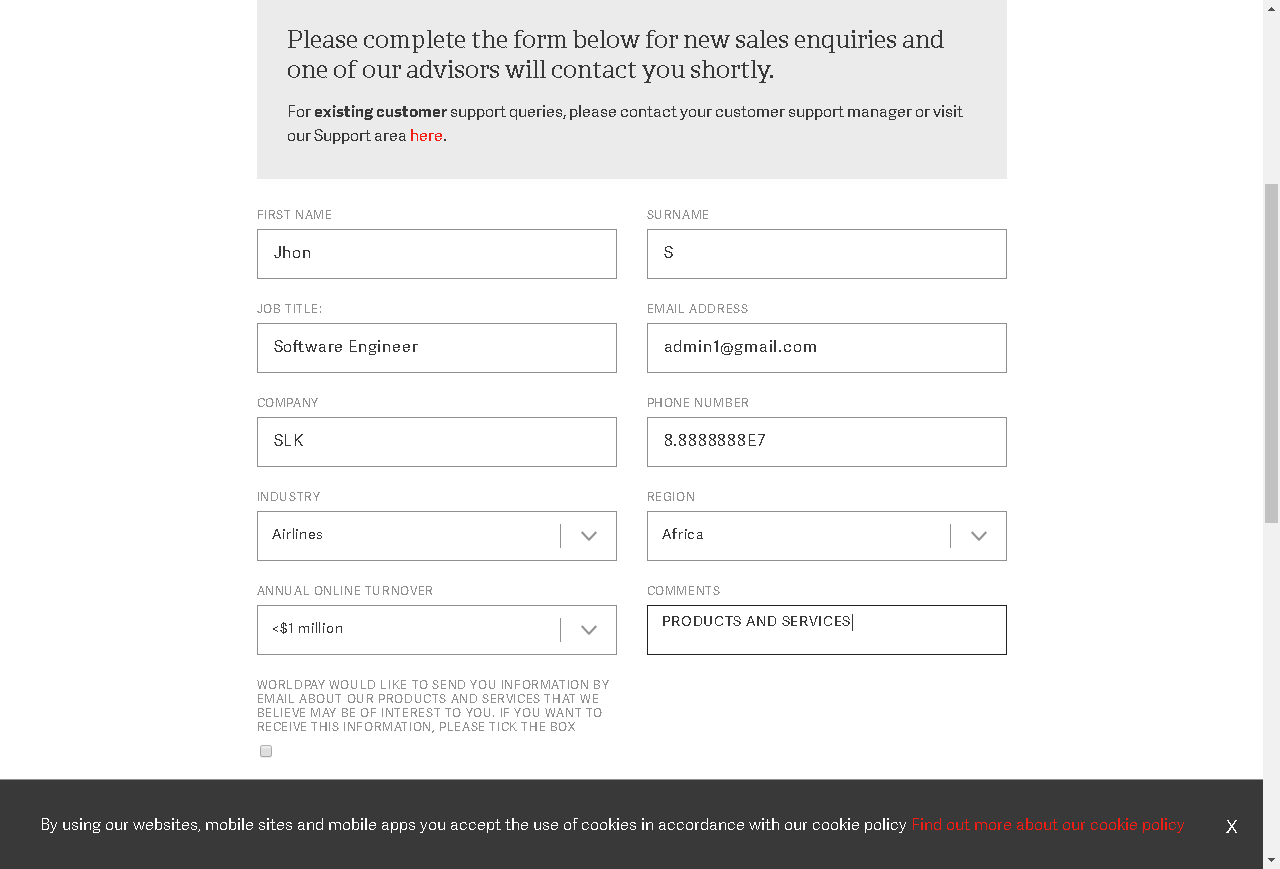 Please complete the form below for new sales enquiries and
one of our advisors will contact you shortly.
For existing customer support queries, please contact your customer support manager or visit
our Support area here.
FIRST NAME
SURNAME
Jhon
S
JOB TITLE:
EMAIL ADDRESS
Software Engineer
admin1@gmail.com
COMPANY
PHONE NUMBER
SLK
8.8888888E7
INDUSTRY
REGION
Airlines
Africa
ANNUAL ONLINE TURNOVER
COMMENTS
<$1 million
PRODUCTS AND SERVICES
WORLDPAY WOULD LIKE TO SEND YOU INFORMATION BY
EMAIL ABOUT OUR PRODUCTS AND SERVICES THAT WE
BELIEVE MAY BE OF INTEREST TO YOU. IF YOU WANT TO
RECEIVE THIS INFORMATION, PLEASE TICK THE BOX
By using our websites, mobile sites and mobile apps you accept the use of cookies in accordance with our cookie policy Find out more about our cookie policy X